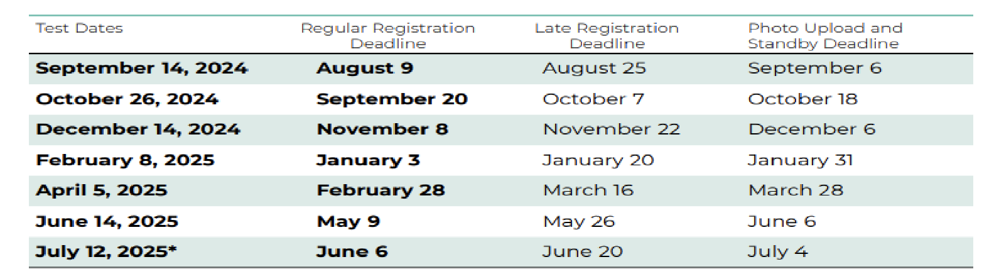 Test Dates Regular Registration Deadline Late Registration Deadline Photo Upload and Standby Deadline
September 14, 2024 August 9 August 25 September 6
October 26, 2024 September 20 October 7 October 18
December 14, 2024 November 8 November 22 December 6
February 8, 2025 January 3 January 20 January 31
April 5, 2025 February 28 March 16 March 28
June 14, 2025 May 9 May 26 June 6
July 12, 2025* June 6 June 20 July 4